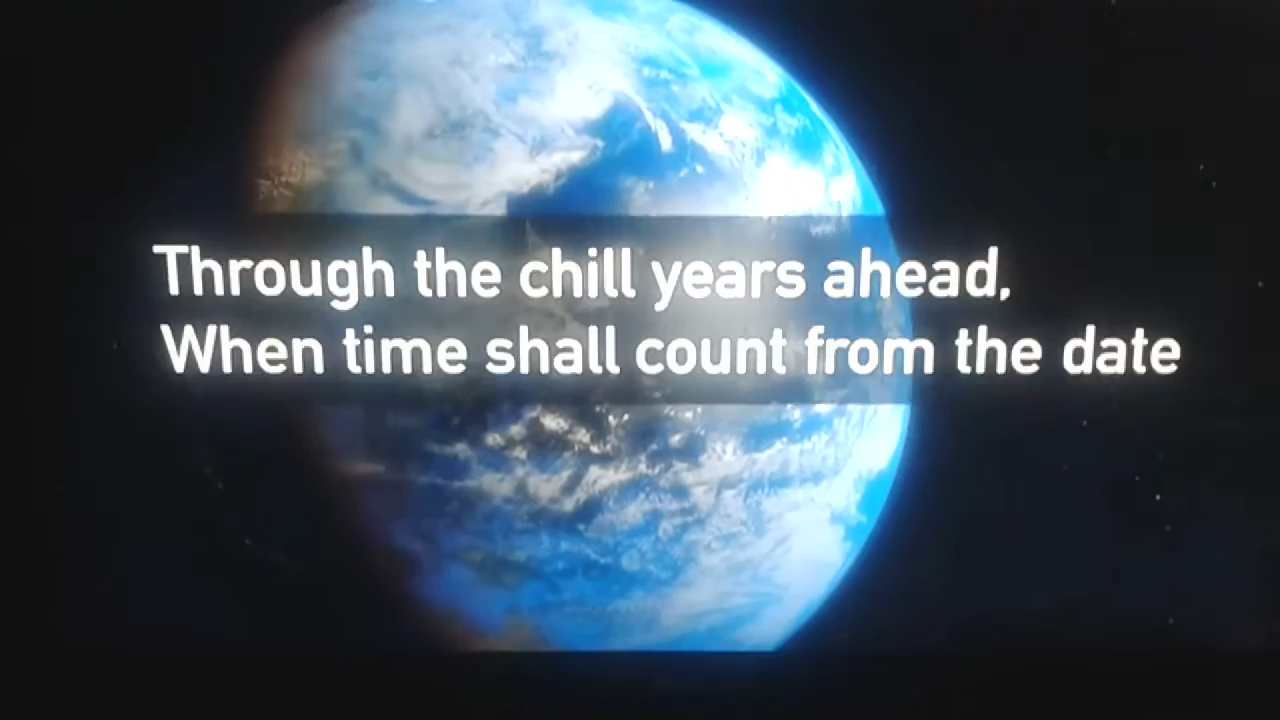 Through the chill years ahead,
When time shall count from the date